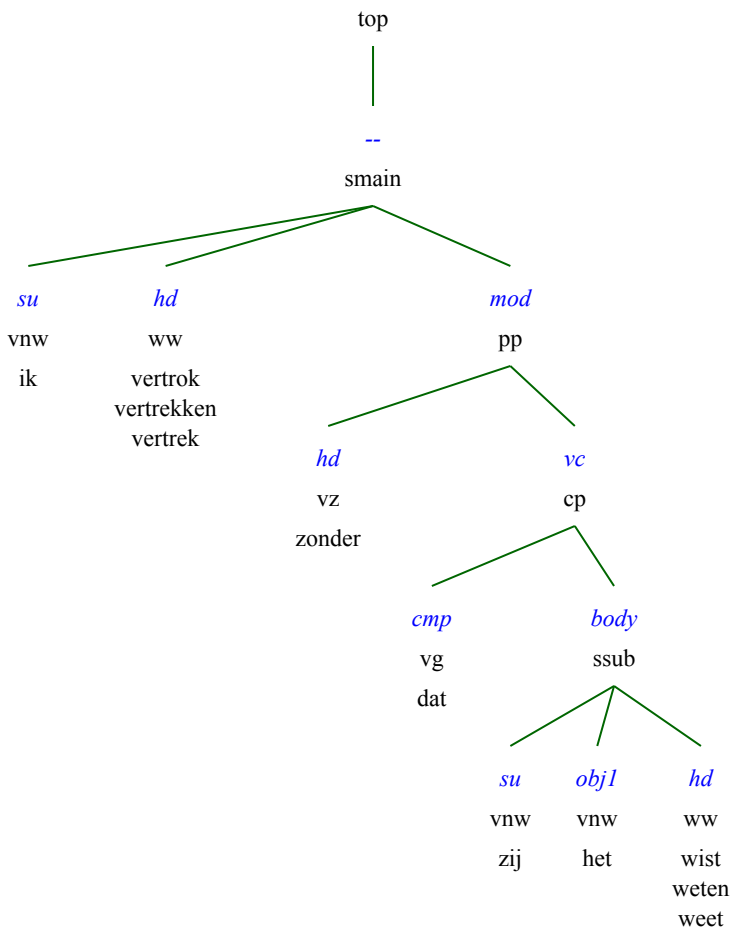 top
--
smain
su hd mod
vnw ww pp
ik vertrok
vertrekken
vertrek
hd vc
vz cp
zonder
cmp body
vg ssub
dat
su obj1 hd
vnw vnw ww
zij het wist
weten
weet